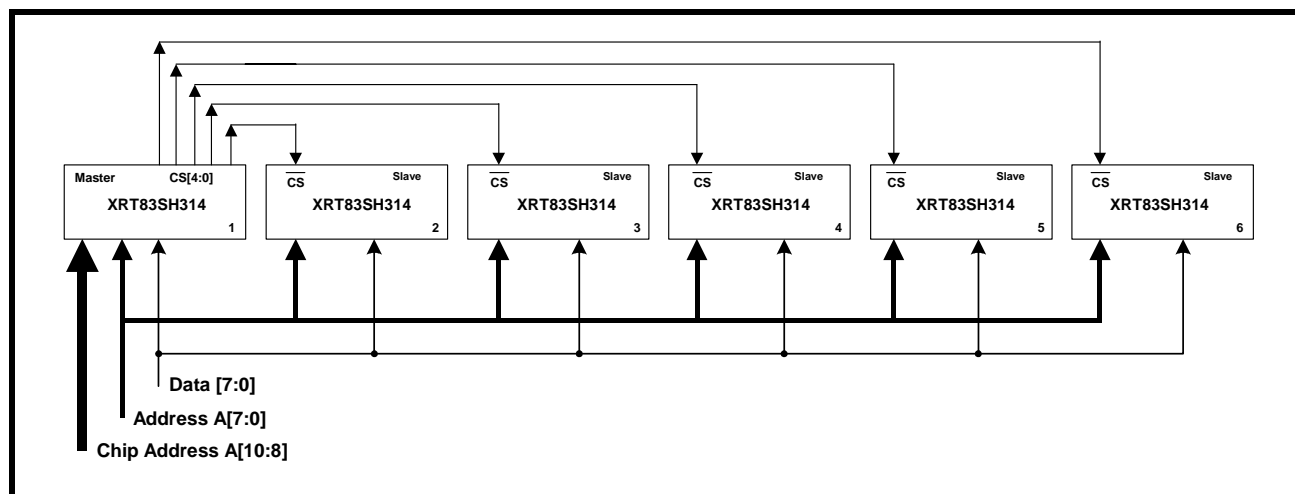 Master CS[4:0]
XRT83SH314
1
CS Slave
XRT83SH314
2
CS Slave
XRT83SH314
3
CS Slave
XRT83SH314
4
CS Slave
XRT83SH314
5
CS Slave
XRT83SH314
6
Data [7:0]
Address A[7:0]
Chip Address A[10:8]